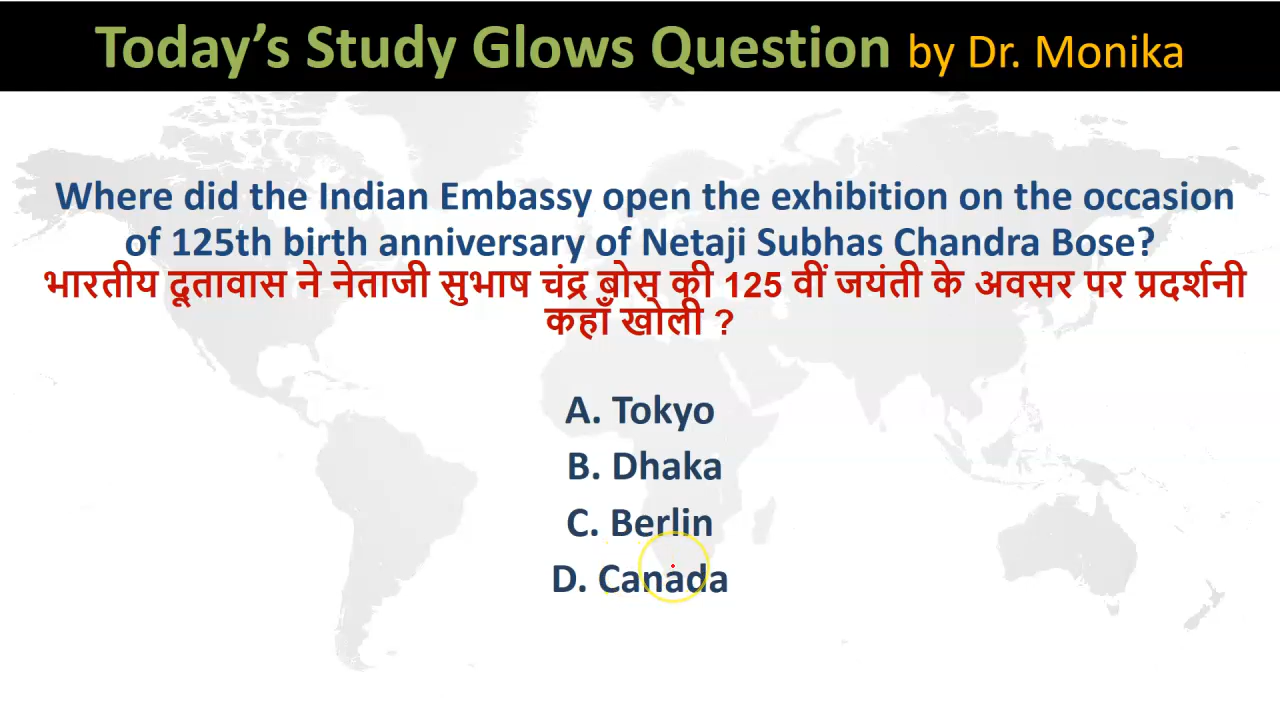 Today’s Study Glows Question by Dr. Monika
Where did the Indian Embassy open the exhibition on the occasion
of 125th birth anniversary of Netaji Subhas Chandra Bose?
भारतीय दूतावास ने नेताजी सुभाष चंद्र बोस की 125 वीं जयंती के अवसर पर प्रदर्शनी
कहाँ खोली ?
A. Tokyo
B. Dhaka
C. Berlin
D. Canada